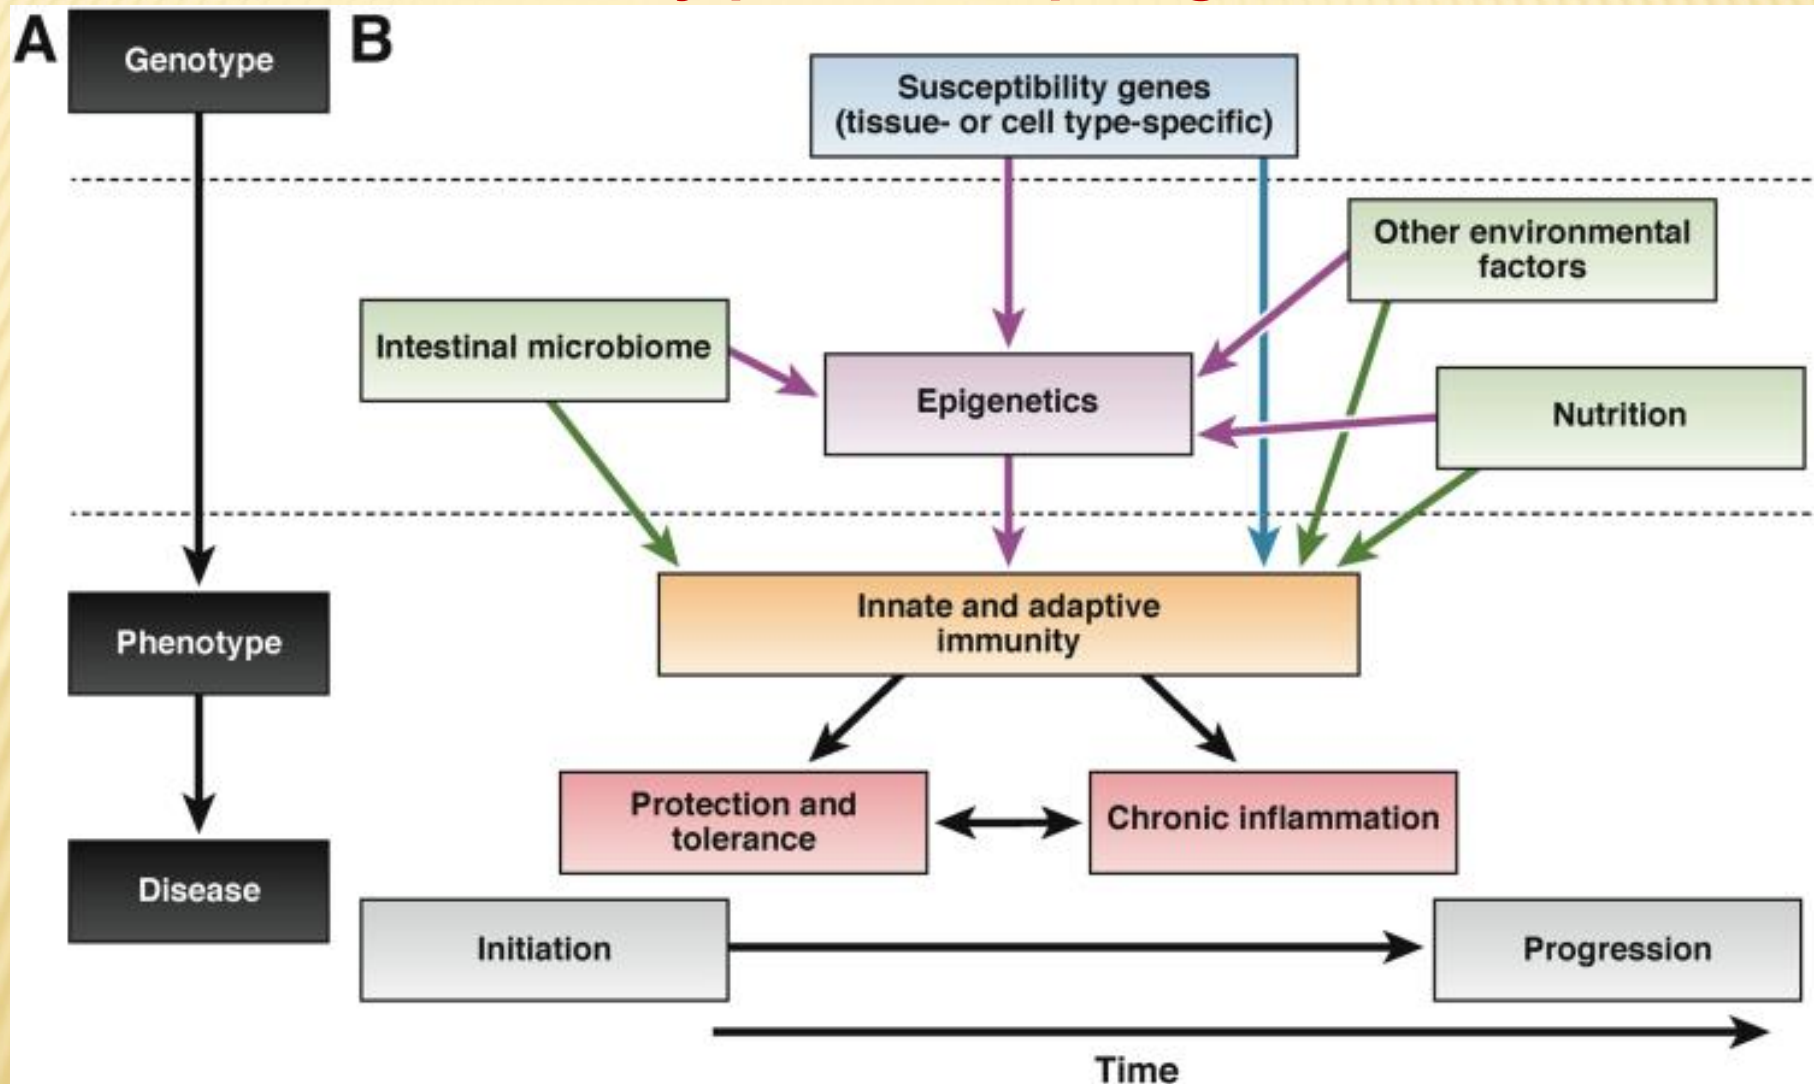 A
Genotype
Phenotype
Disease
B
Susceptibility genes
(tissue- or cell type-specific)
Other environmental
factors
Intestinal microbiome
Epigenetics
Nutrition
Innate and adaptive
immunity
Protection and
tolerance
Chronic inflammation
Initiation
Progression
Time